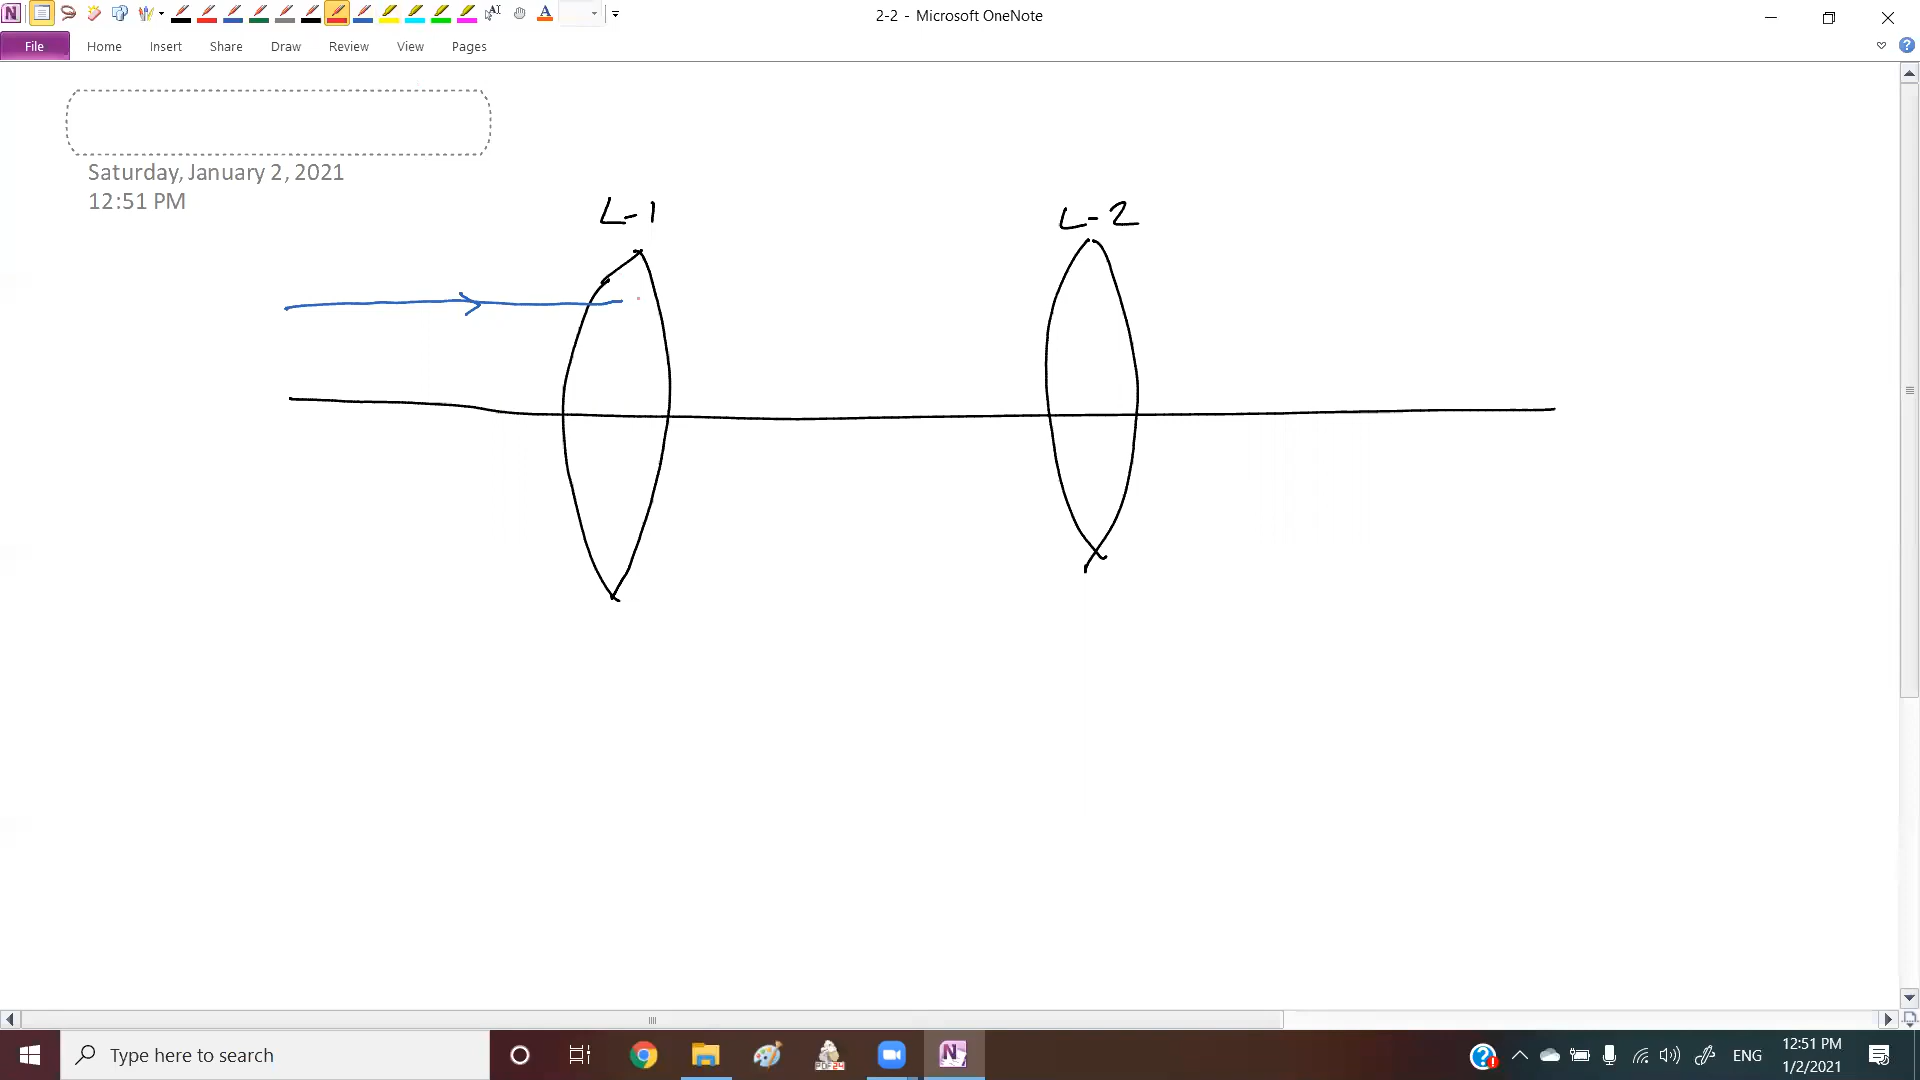 2-2 - Microsoft OneNote
File Home Insert Share Draw Review View Pages
Saturday, January 2, 2021
12:51 PM
L-1
L-2
Type here to search
PDF24
ENG
12:51 PM
1/2/2021